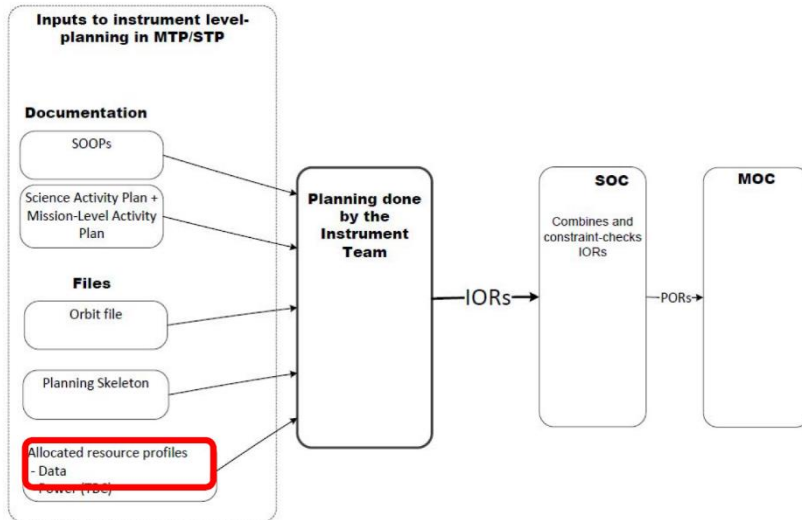 Inputs to instrument level-
planning in MTP/STP
Documentation
SOOPs
Science Activity Plan +
Mission-Level Activity
Plan
Files
Orbit file
Planning Skeleton
Allocated resource profiles
- Data
- Power (TBC)
Planning done
by the
Instrument
Team
IORs
SOC
Combines and
constraint-checks
IORs
PORs
MOC